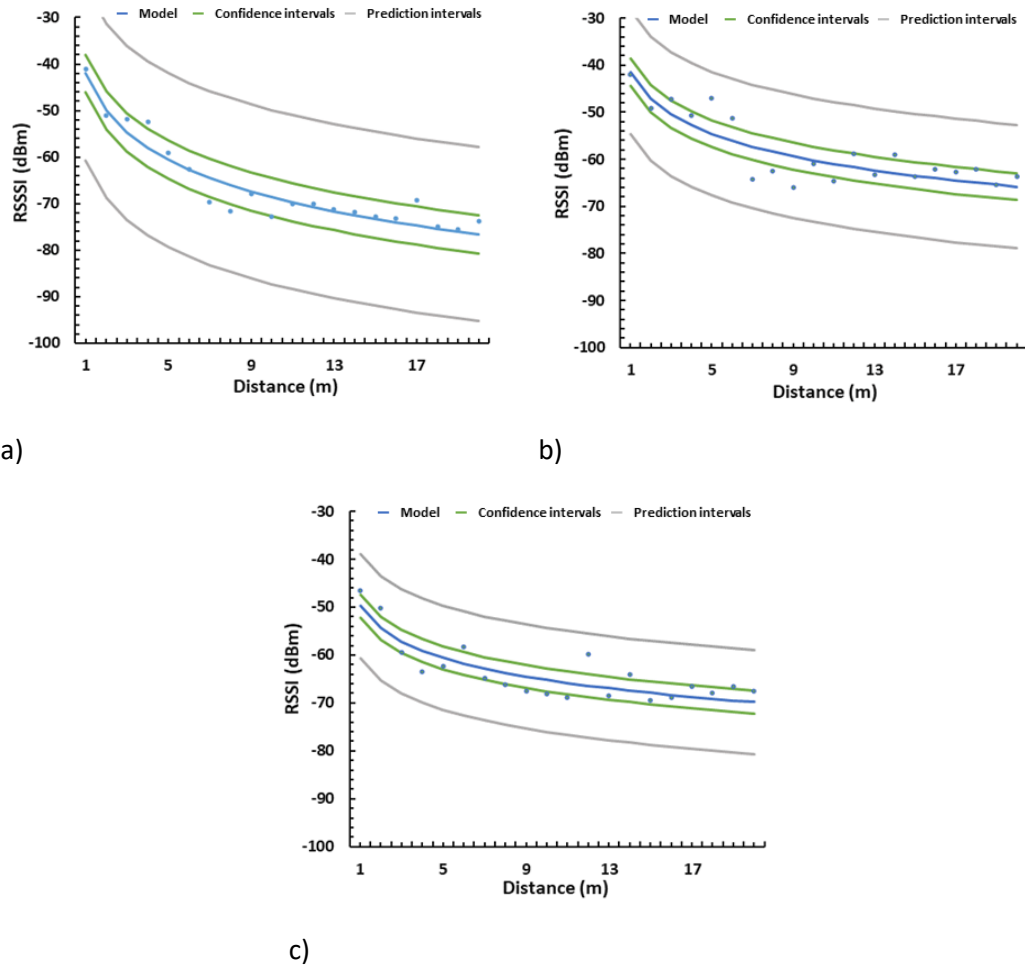 Model Confidence intervals Prediction intervals
-30
-40
-50
-60
-70
-80
-90
-100
RSSSI (dBm)
1 5 9 13 17
Distance (m)
a)
Model Confidence intervals Prediction intervals
-30
-40
-50
-60
-70
-80
-90
-100
RSSI (dBm)
1 5 9 13 17
Distance (m)
b)
Model Confidence intervals Prediction intervals
-30
-40
-50
-60
-70
-80
-90
-100
RSSI (dBm)
1 5 9 13 17
Distance (m)
c)